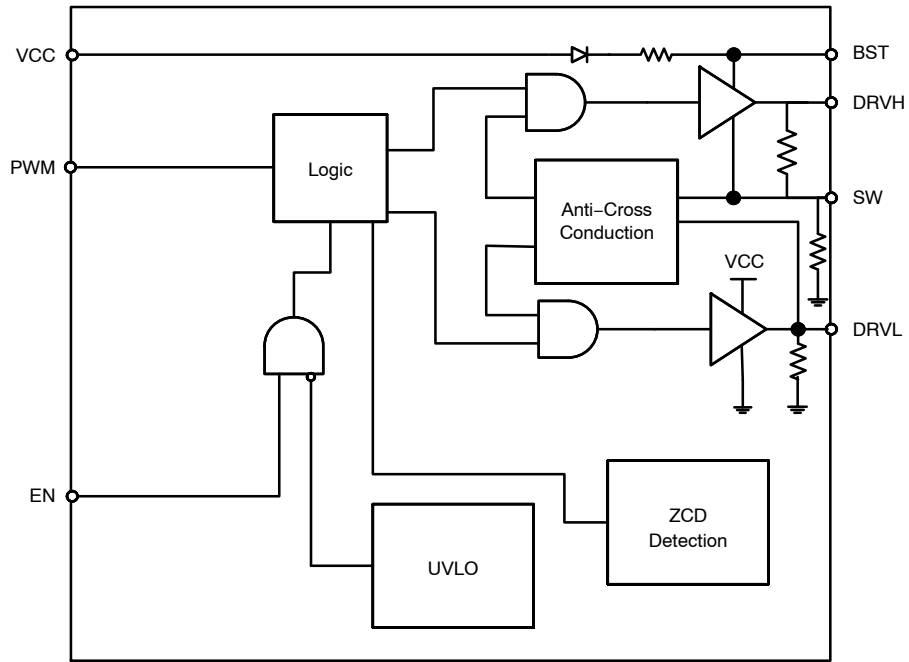 VCC
BST
DRVH
PWM
Logic
SW
Anti−Cross
Conduction
VCC
DRVL
EN
ZCD
Detection
UVLO